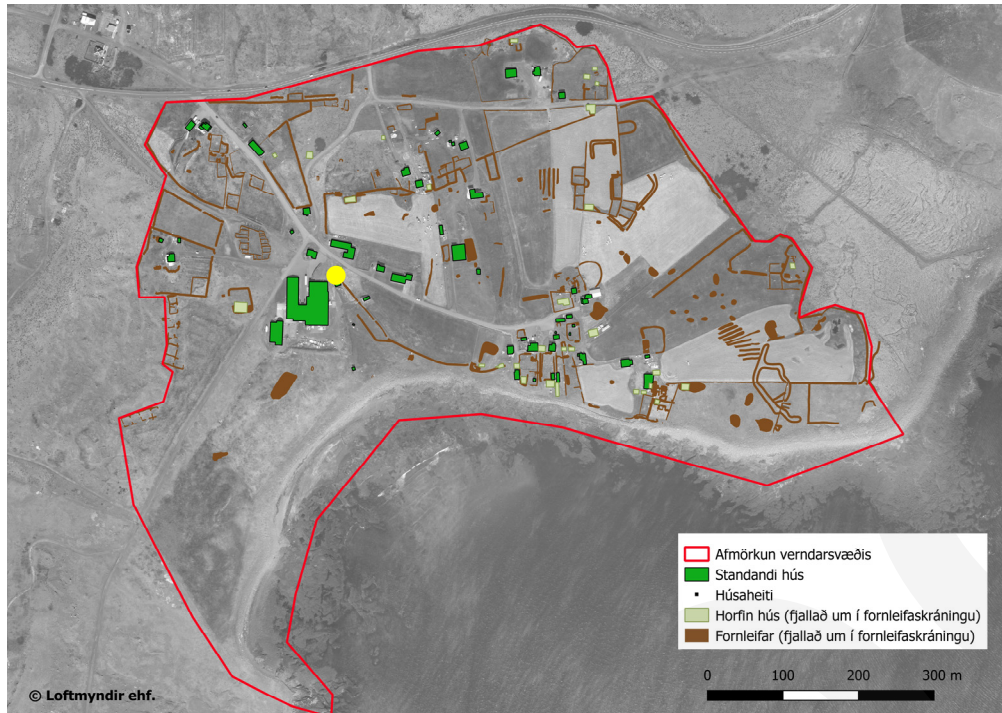 Afmörkun verndarsvæðis
Standandi hús
Húsaheiti
Horfin hús (fjallað um í fornleifaskráningu)
Fornleifar (fjallað um í fornleifaskráningu)
0 100 200 300 m
© Loftmyndir ehf.